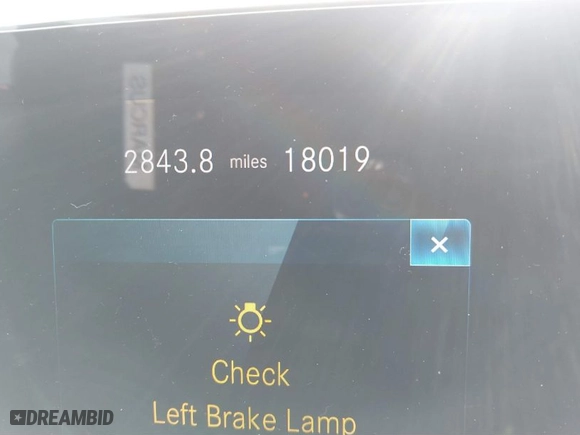 2843.8 miles 18019
×
Check
Left Brake Lamp
DREAMBID